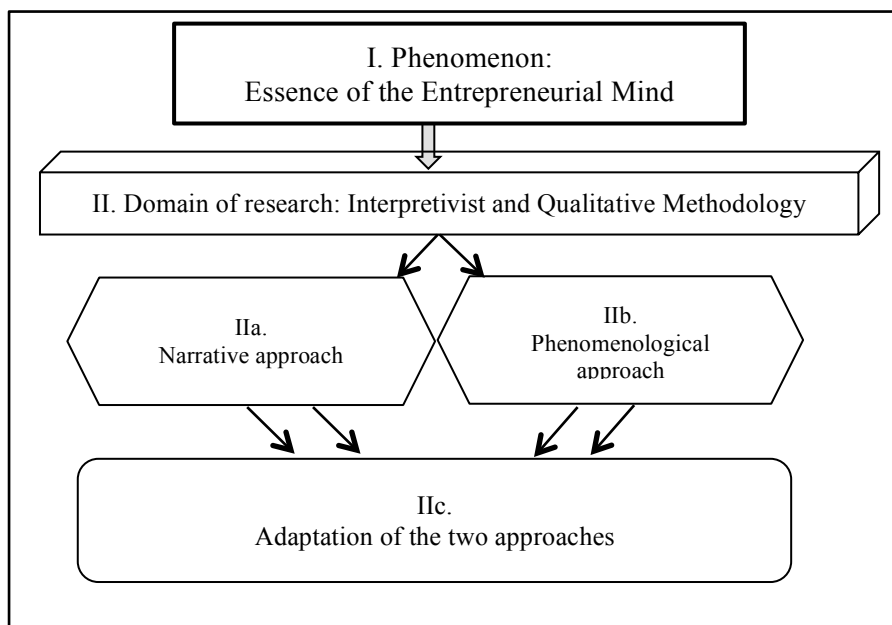 I. Phenomenon:
Essence of the Entrepreneurial Mind
II. Domain of research: Interpretivist and Qualitative Methodology
IIa.
Narrative approach
IIb.
Phenomenological
approach
IIc.
Adaptation of the two approaches